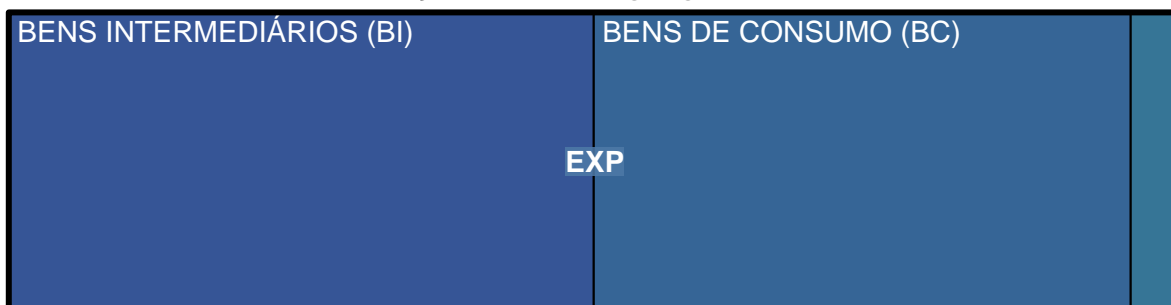 BENS INTERMEDIÁRIOS (BI)
BENS DE CONSUMO (BC)
EXP